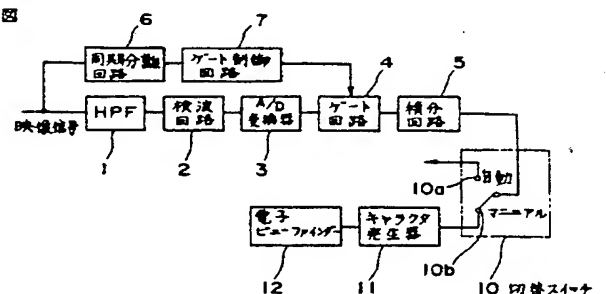 図
6
7
同期分離
回路
ゲート制御
回路
4
5
映像信号
HPF
検波
回路
A/D
変換器
ゲート
回路
積分
回路
1
2
3
10a
自動
マニュアル
電子
ビューファインダー
キャラクタ
発生器
10b
12
11
10 切替スイッチ